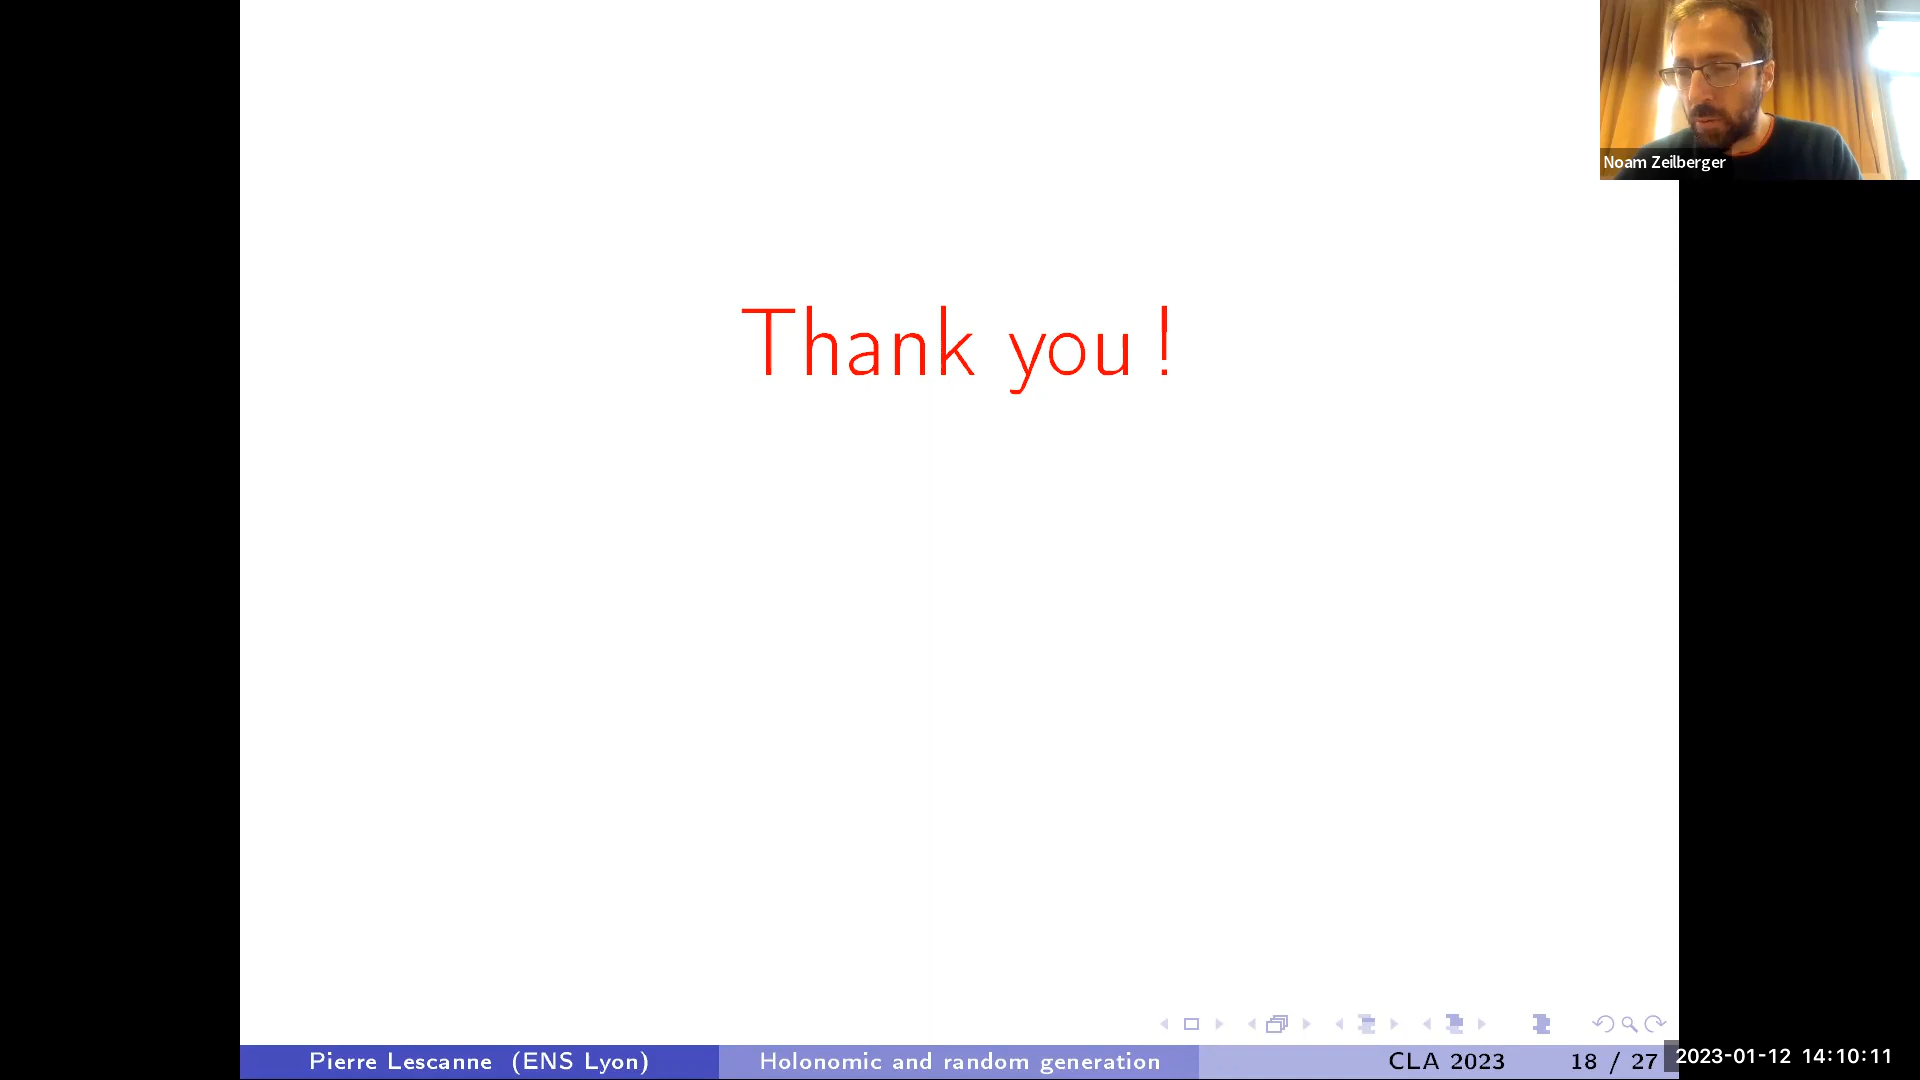 Noam Zeilberger
Thank you !
Pierre Lescanne (ENS Lyon) Holonomic and random generation CLA 2023 18 / 27
2023-01-12 14:10:11